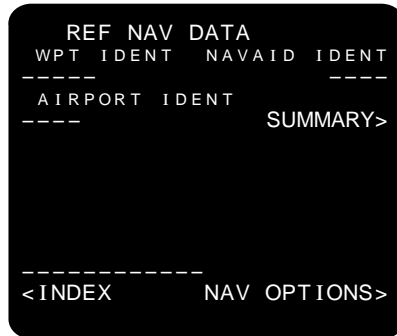 REF NAV DATA
WPT IDENT NAVAID IDENT
----- ----
AIRPORT IDENT
---- SUMMARY>
------------
<INDEX NAV OPTIONS>